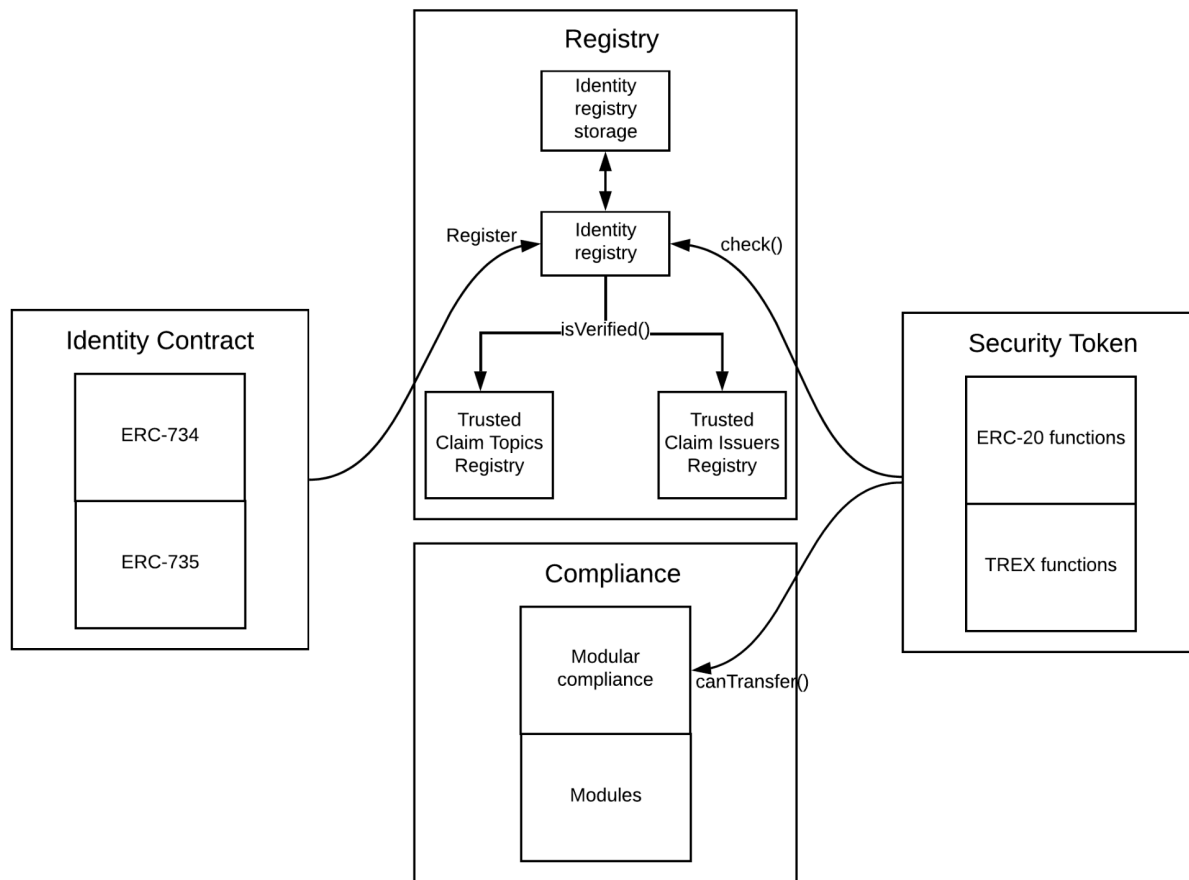 Registry
Identity
registry
storage
Register
Identity
registry
check()
isVerified()
Trusted
Claim Topics
Registry
Trusted
Claim Issuers
Registry
Identity Contract
ERC-734
ERC-735
Security Token
ERC-20 functions
TREX functions
Compliance
Modular
compliance
canTransfer()
Modules